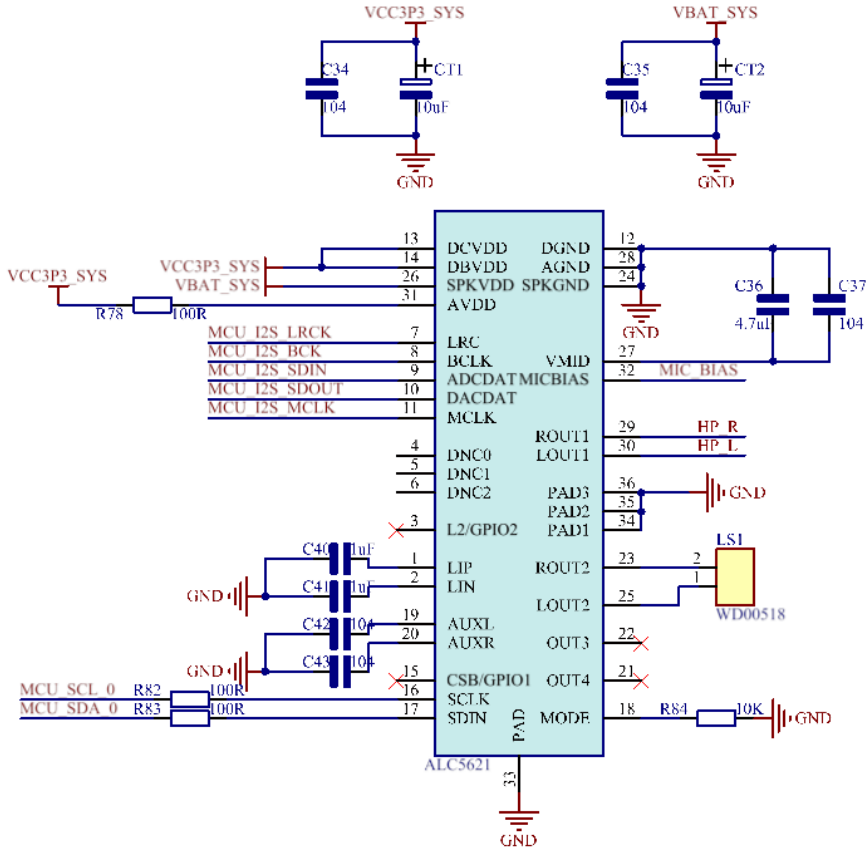 VCC3P3_SYS
VBAT_SYS
C34
CT1
C35
CT2
104
10uF
104
10uF
GND
GND
13 DCVDD DGND 12
VCC3P3_SYS 14 DBVDD AGND 28
VBAT_SYS 26 SPKVDD SPKGND 24
VCC3P3_SYS
R78 100R 31 AVDD
GND
C36
C37
4.7uF
104
MCU_I2S_LRCK 7 LRC
MCU_I2S_BCK 8 BCLK VMID 27
MCU_I2S_SDIN 9 ADCDAT MICBIAS 32 MIC_BIAS
MCU_I2S_SDOUT 10 DACDAT
MCU_I2S_MCLK 11 MCLK
ROUT1 29 HP_R
4 DNC0 LOUT1 30 HP_L
5 DNC1
6 DNC2 PAD3 36 GND
PAD2 35
3 L2/GPIO2 PAD1 34
LS1
C40 1uF 1 LIP ROUT2 23 2
GND C41 1uF 2 LIN 1
LOUT2 25
WD00518
C42 104 19 AUXL
20 AUXR OUT3 22
GND C43 104
15 CSB/GPIO1 OUT4 21
MCU_SCL_0 R82 100R 16 SCLK
MCU_SDA_0 R83 100R 17 SDIN MODE 18 R84 10K GND
PAD
ALC5621
33
GND